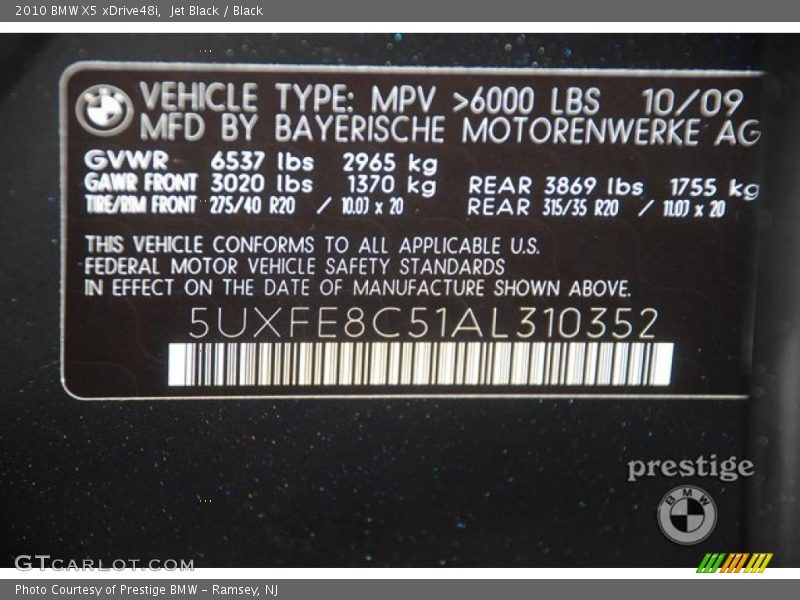 2010 BMW X5 xDrive48i, Jet Black / Black
VEHICLE TYPE: MPV >6000 LBS 10/09
MFD BY BAYERISCHE MOTORENWERKE AG
GVWR 6537 lbs 2965 kg
GAWR FRONT 3020 lbs 1370 kg REAR 3869 lbs 1755 kg
TIRE/RIM FRONT 275/40 R20 / 10.0J x 20 REAR 315/35 R20 / 11.0J x 20
THIS VEHICLE CONFORMS TO ALL APPLICABLE U.S.
FEDERAL MOTOR VEHICLE SAFETY STANDARDS
IN EFFECT ON THE DATE OF MANUFACTURE SHOWN ABOVE.
5UXFE8C51AL310352
prestige
BMW
GTCARLOT.COM
Photo Courtesy of Prestige BMW - Ramsey, NJ